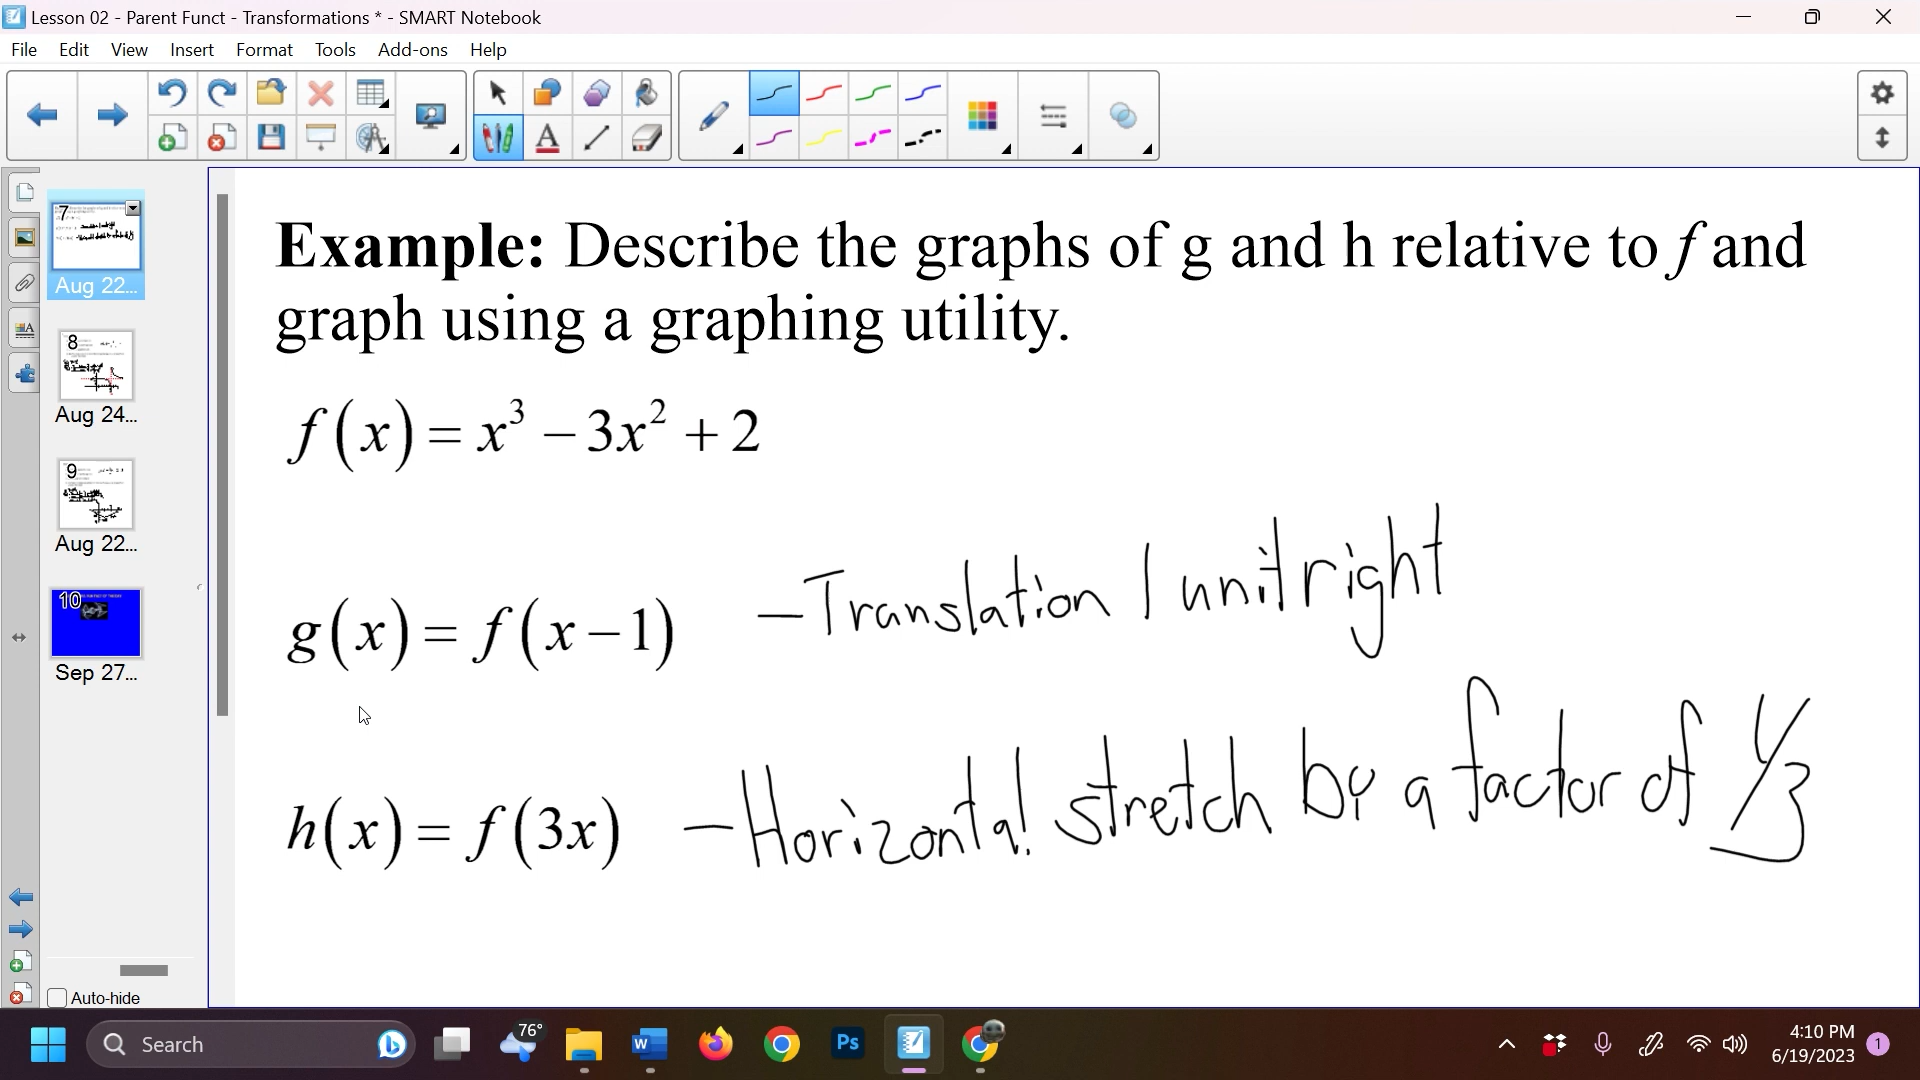 Lesson 02 - Parent Funct - Transformations * - SMART Notebook
File Edit View Insert Format Tools Add-ons Help
Example: Describe the graphs of g and h relative to f and
graph using a graphing utility.
f(x) = x³ − 3x² + 2
g(x) = f(x−1) — Translation 1 unit right
h(x) = f(3x) — Horizontal stretch by a factor of 1/3
7
Aug 22...
8
Aug 24...
9
Aug 22...
10
Sep 27...
Auto-hide
Search
76°
Ps
4:10 PM
6/19/2023
1